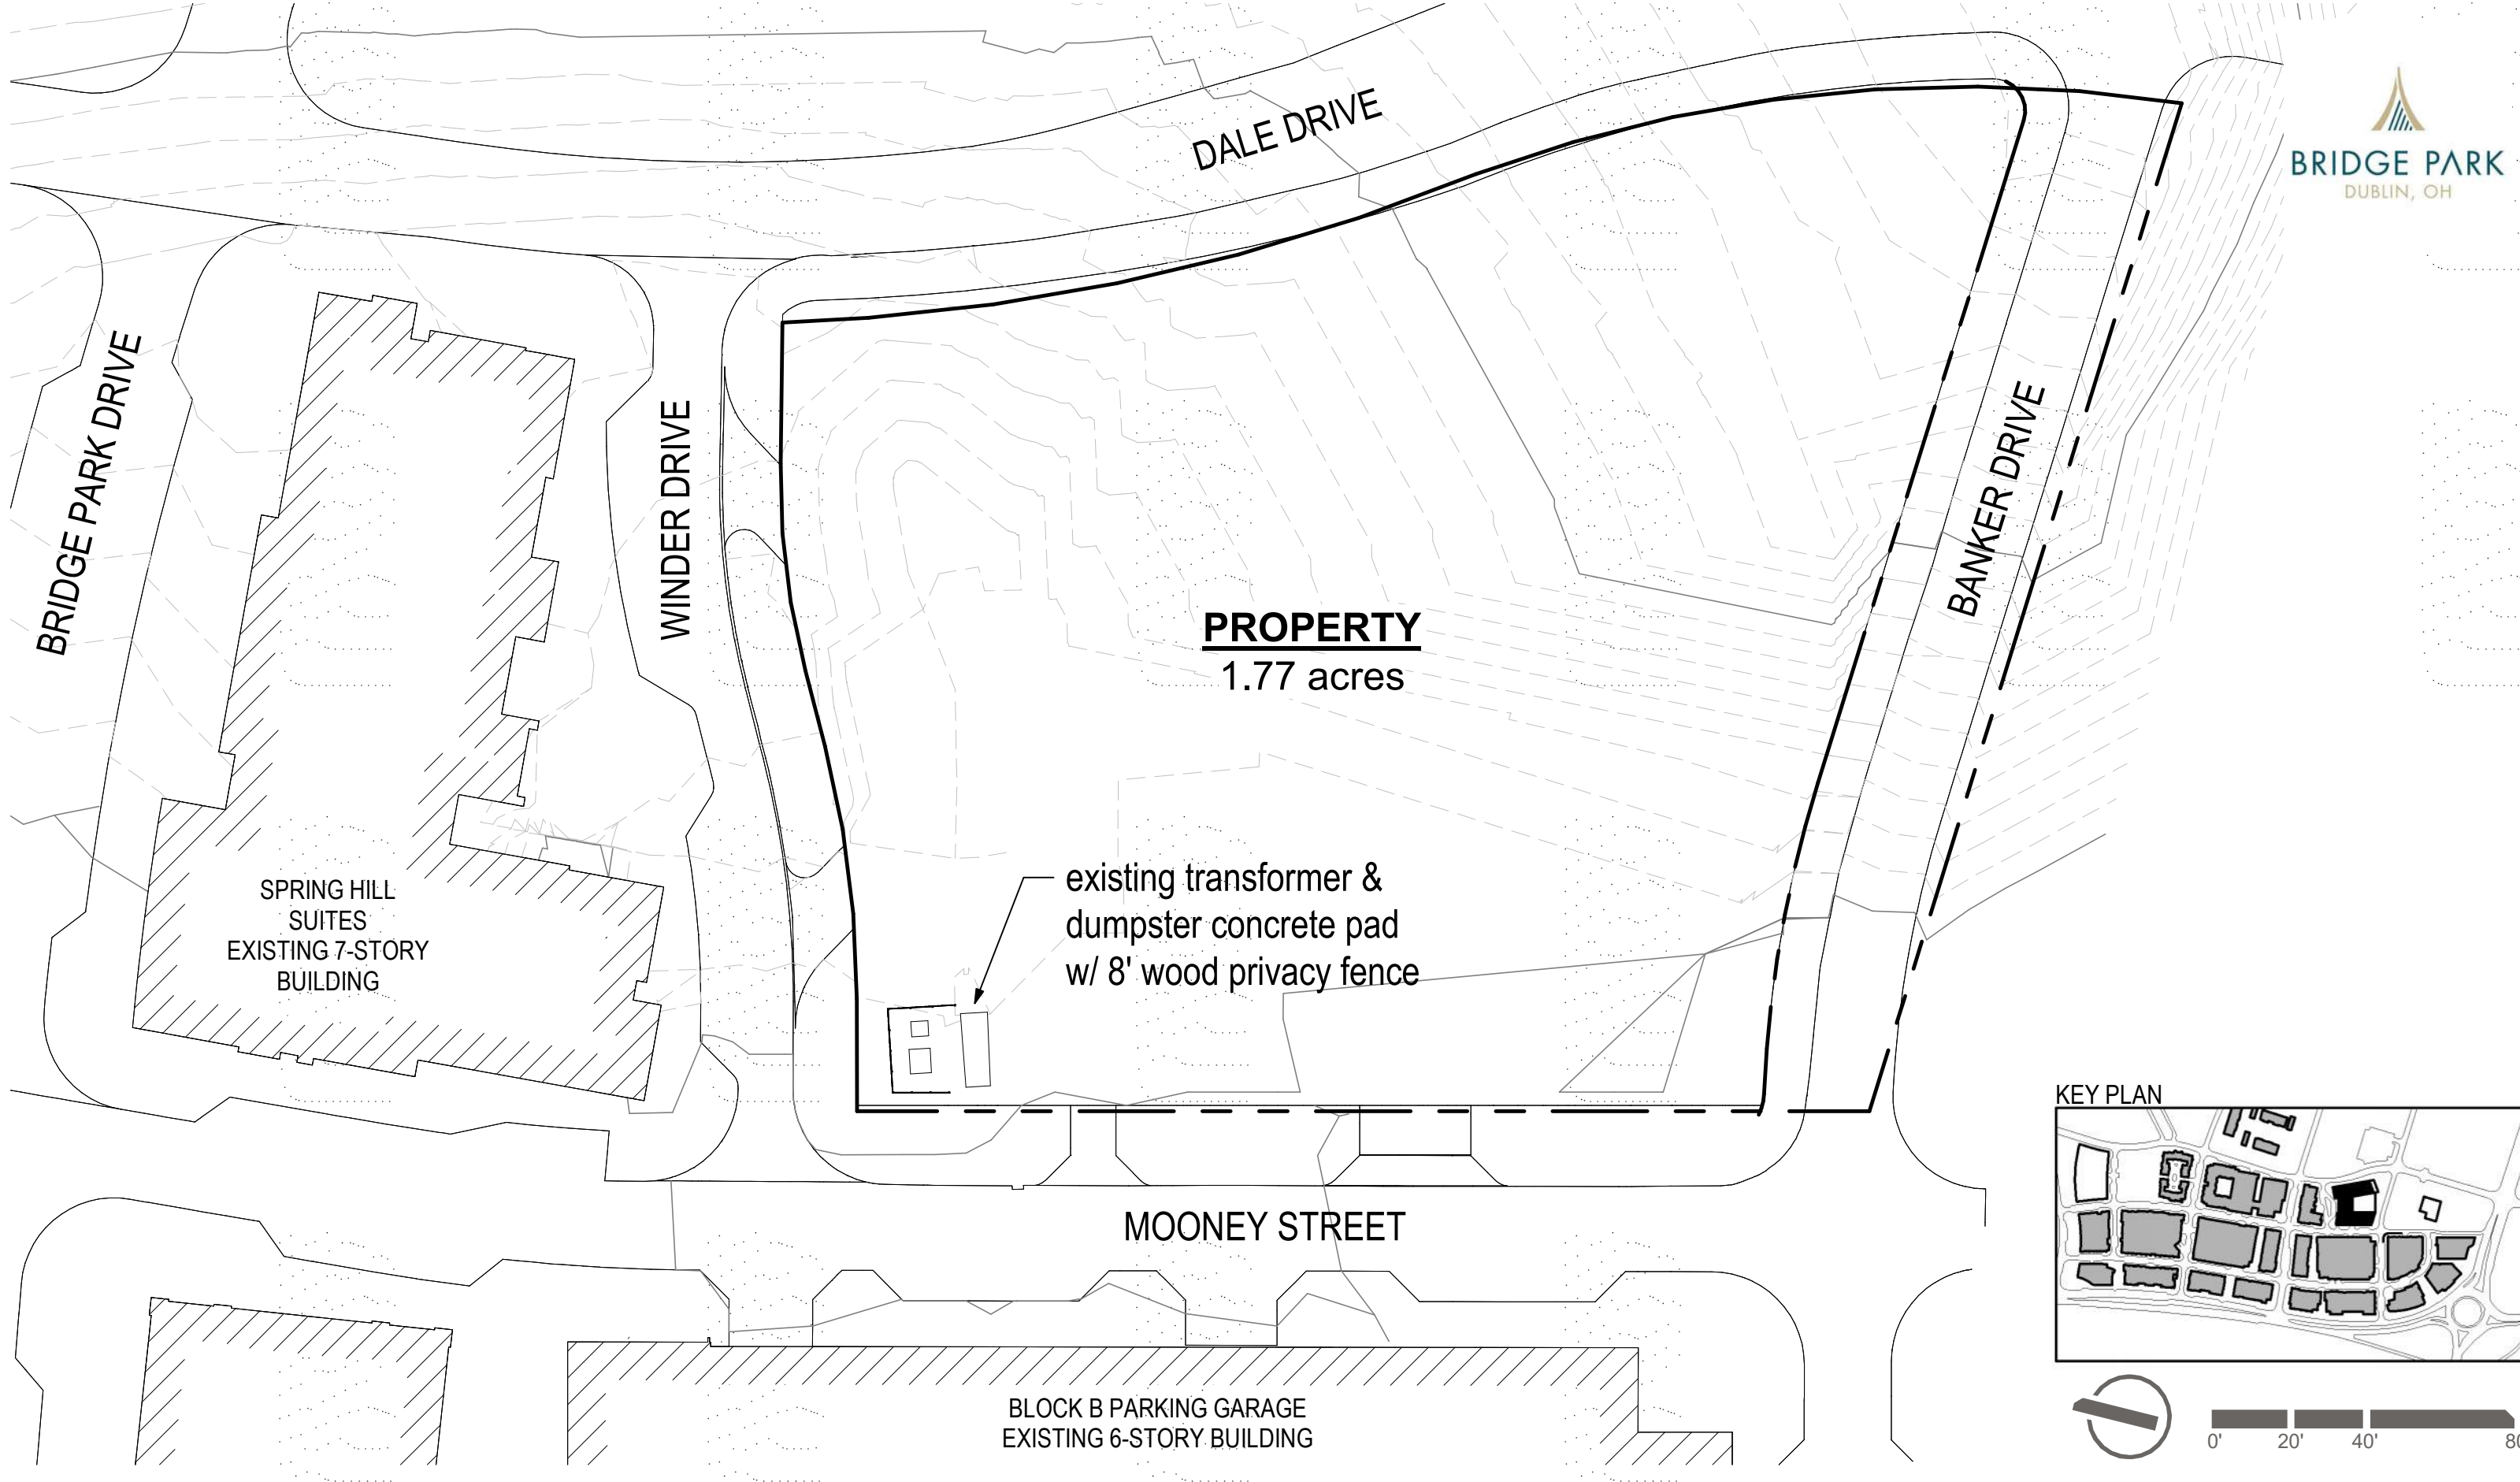 DALE DRIVE
BRIDGE PARK
DUBLIN, OH
BRIDGE PARK DRIVE
WINDER DRIVE
BANKER DRIVE
PROPERTY
1.77 acres
existing transformer &
dumpster concrete pad
w/ 8' wood privacy fence
SPRING HILL
SUITES
EXISTING 7-STORY
BUILDING
MOONEY STREET
KEY PLAN
BLOCK B PARKING GARAGE
EXISTING 6-STORY BUILDING
0' 20' 40'